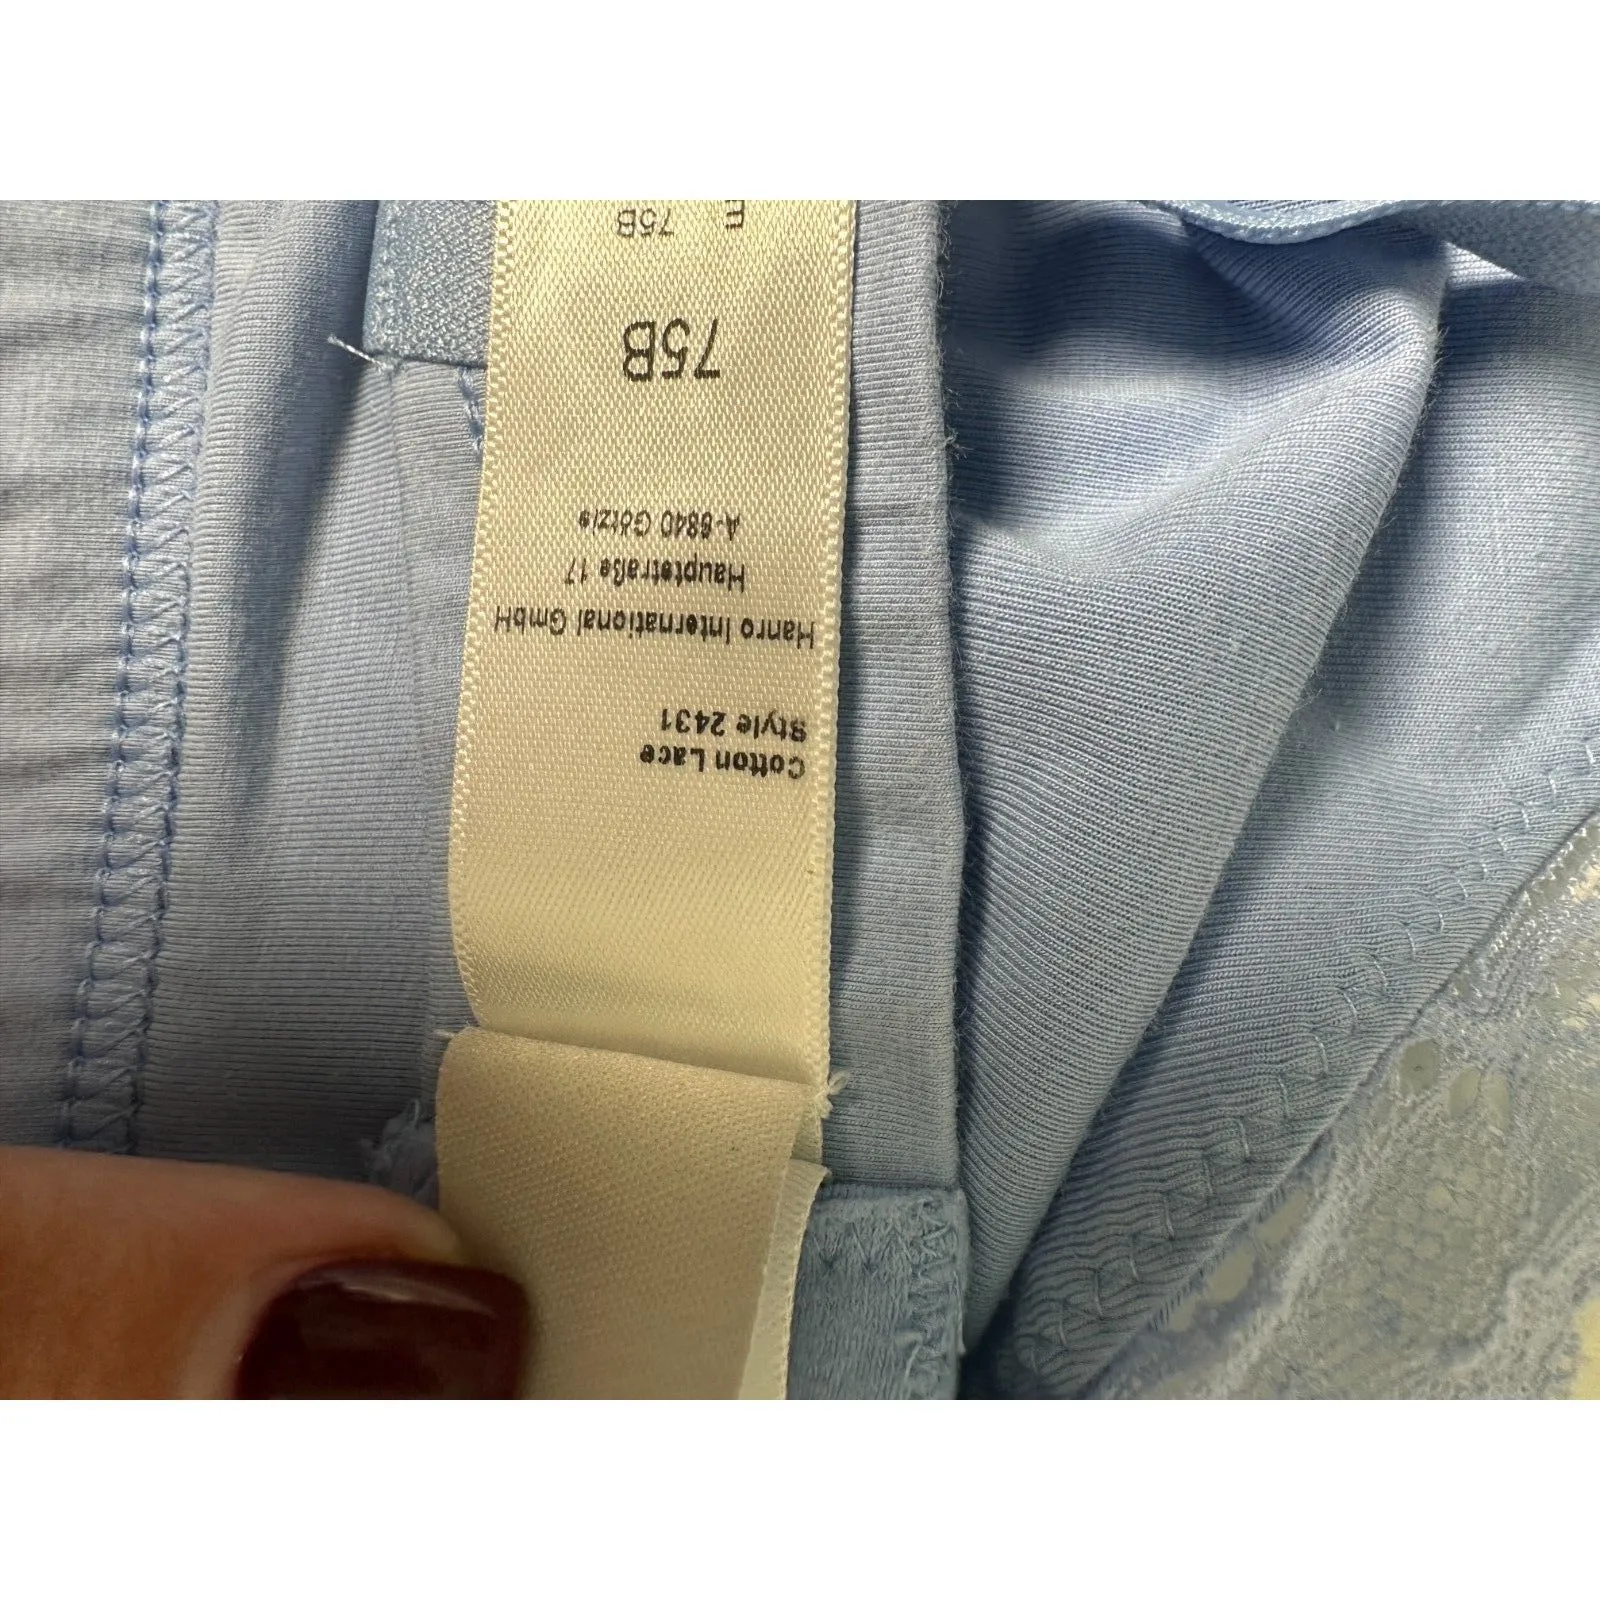 Cotton Lace
Style 2431
Hanro International GmbH
Hauptstraße 17
A-6840 Götzis
75B
E 75B